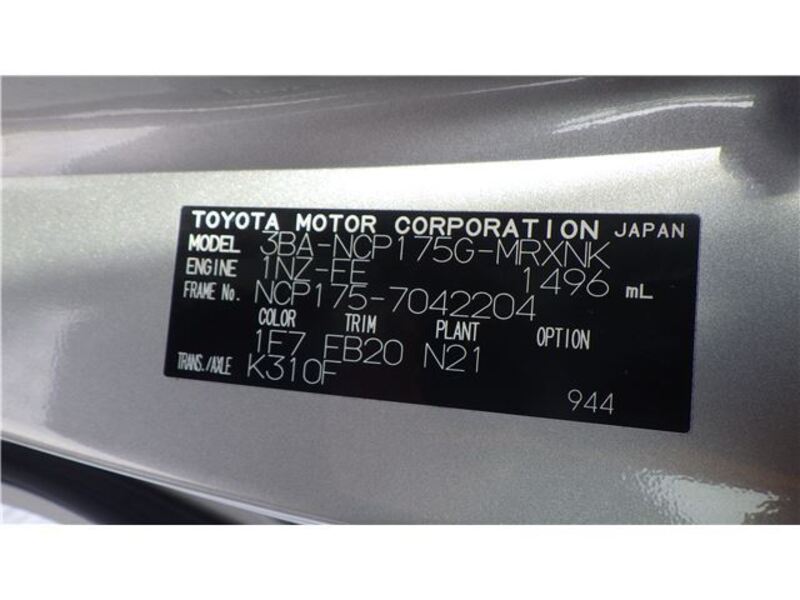 TOYOTA MOTOR CORPORATION JAPAN
MODEL 3BA-NCP175G-MRXNK
ENGINE 1NZ-FE 1496 mL
FRAME No. NCP175-7042204
COLOR TRIM PLANT OPTION
1E7 FB20 N21
TRANS./AXLE K310F
944